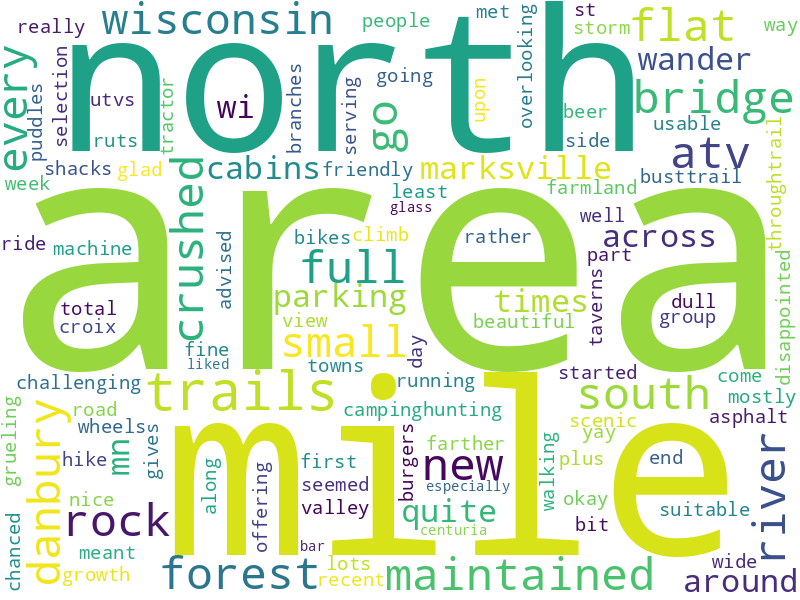 really
wisconsin
people
met
st
storm
way
north
flat
every
puddles
selection
utvs
ruts
tractor
wi
branches
serving
going
go
upon
overlooking
beer
side
wander
bridge
usable
atv
busttrail
throughtrail
week
shacks
glad
cabins
friendly
marksville
least
glass
farmland
well
area
ride
machine
crushed
advised
bikes
climb
full
rather
across
part
total
croix
parking
view
small
times
beautiful
taverns
dull
group
disappointed
fine
liked
towns
day
started
come
mostly
challenging
trails
running
south
scenic
asphalt
grueling
danbury
road
wheels
mn
gives
campinghunting
burgers
farther
yay
hike
along
offering
first
seemed
new
especially
walking
plus
end
river
nice
rock
mile
valley
quite
centuria
okay
bit
suitable
chanced
meant
growth
forest
bar
lots
recent
maintained
wide
around